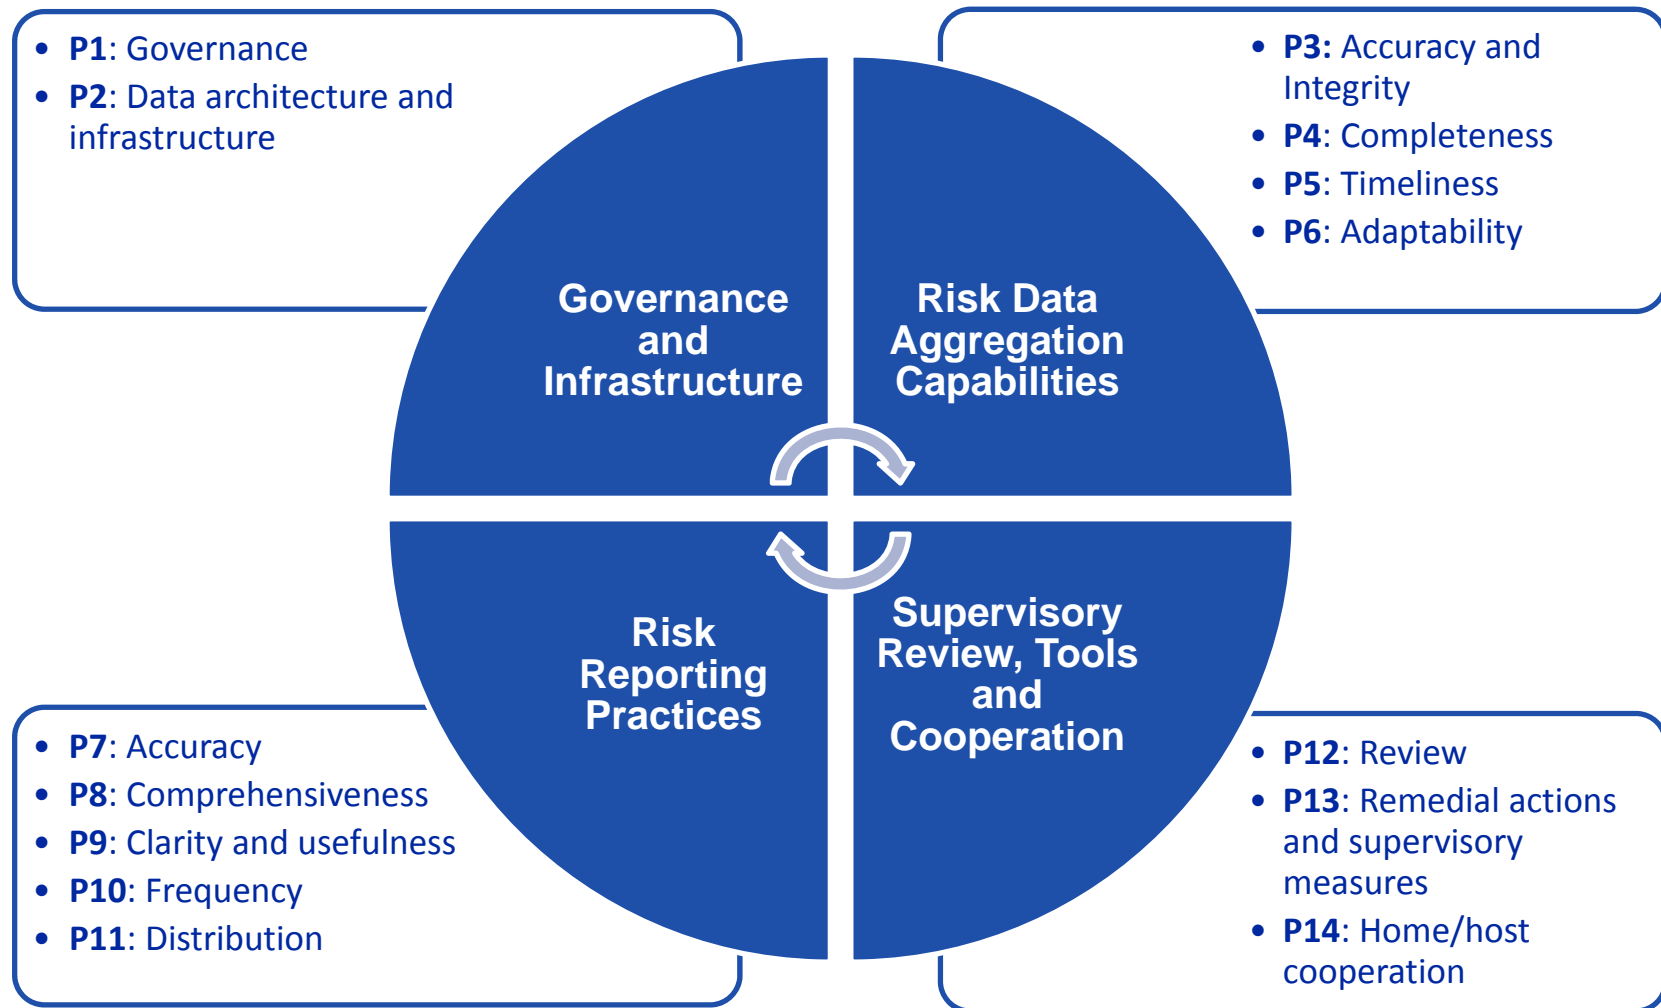 • P1: Governance
• P2: Data architecture and
infrastructure
• P3: Accuracy and
Integrity
• P4: Completeness
• P5: Timeliness
• P6: Adaptability
Governance
and
Infrastructure
Risk Data
Aggregation
Capabilities
Risk
Reporting
Practices
Supervisory
Review, Tools
and
Cooperation
• P7: Accuracy
• P8: Comprehensiveness
• P9: Clarity and usefulness
• P10: Frequency
• P11: Distribution
• P12: Review
• P13: Remedial actions
and supervisory
measures
• P14: Home/host
cooperation